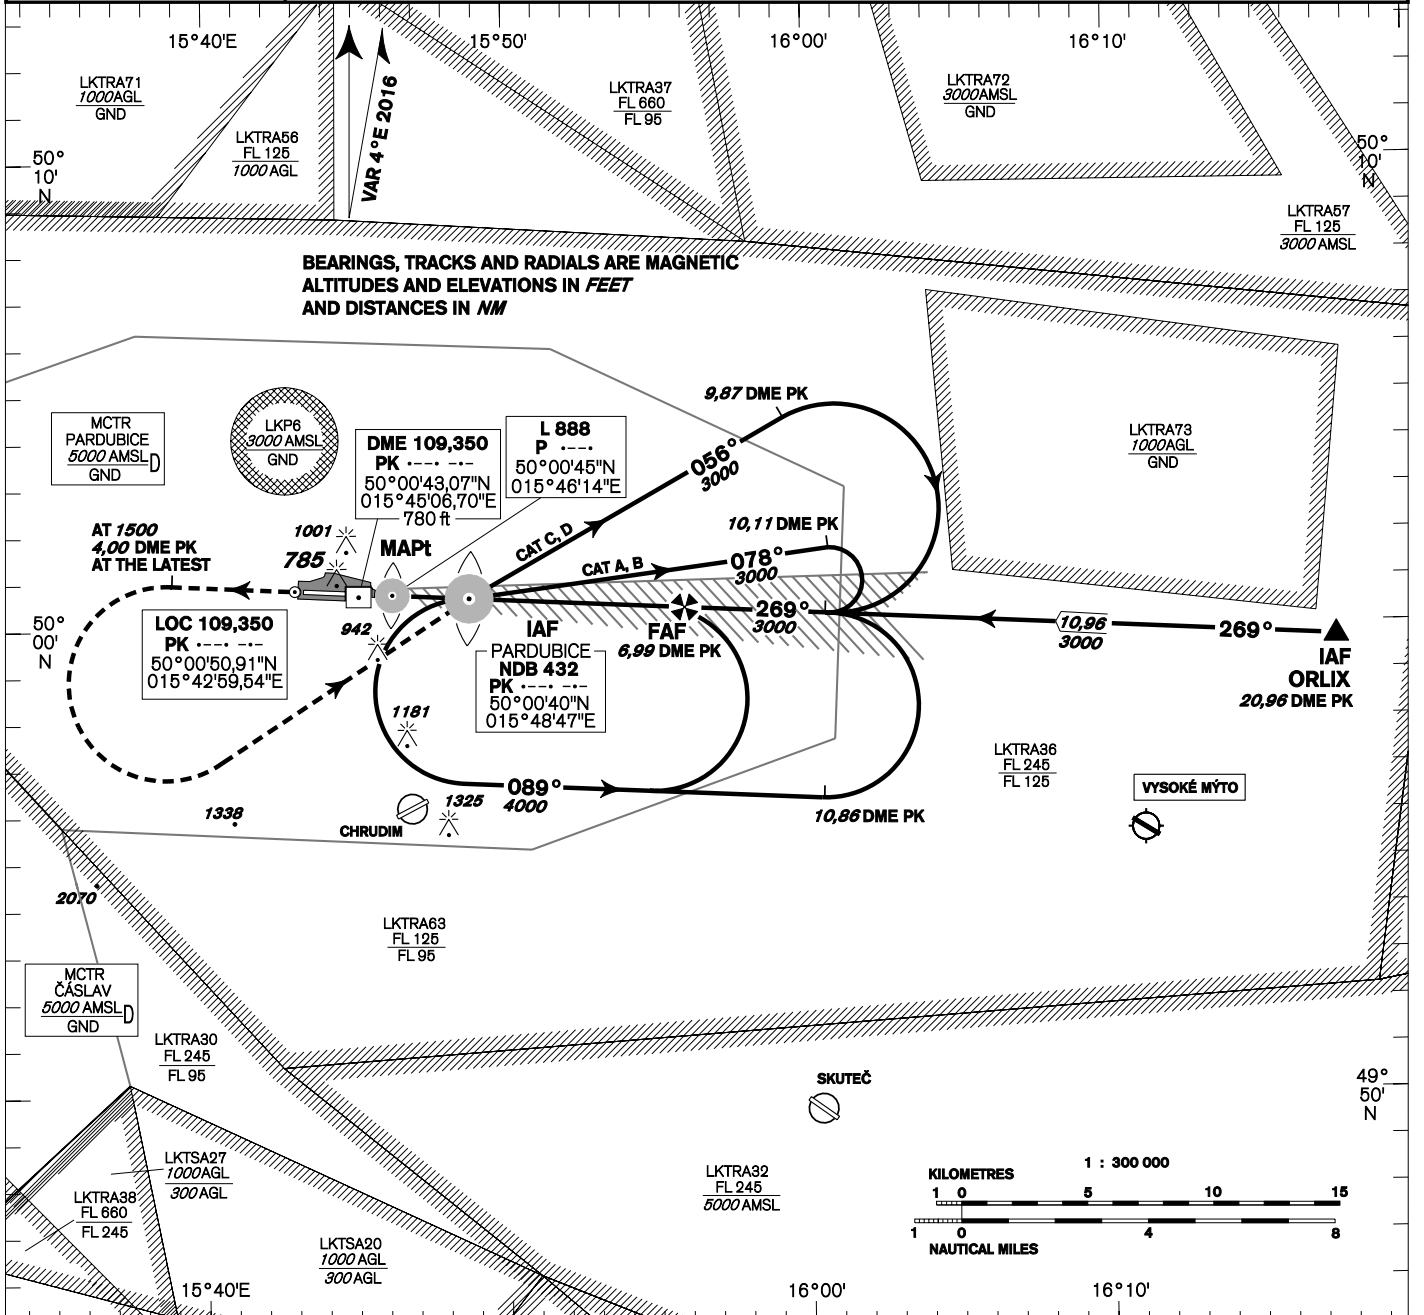 15°40'E
15°50'
16°00'
16°10'
LKTRA71
1000AGL
GND
LKTRA56
FL 125
1000 AGL
VAR 4°E 2016
LKTRA37
FL 660
FL 95
LKTRA72
3000AMSL
GND
50°
10'
N
50°
10'
N
LKTRA57
FL 125
3000 AMSL
BEARINGS, TRACKS AND RADIALS ARE MAGNETIC
ALTITUDES AND ELEVATIONS IN FEET
AND DISTANCES IN NM
MCTR
PARDUBICE
5000 AMSL D
GND
LKP6
3000 AMSL
GND
DME 109,350
PK ·--· -·-
50°00'43,07"N
015°45'06,70"E
780 ft
L 888
P ·--·
50°00'45"N
015°46'14"E
9,87 DME PK
056°
3000
LKTRA73
1000AGL
GND
AT 1500
4,00 DME PK
AT THE LATEST
1001
785
MAPt
CAT C, D
CAT A, B
10,11 DME PK
078°
3000
LOC 109,350
PK ·--· -·-
50°00'50,91"N
015°42'59,54"E
942
IAF
PARDUBICE
NDB 432
PK ·--· -·-
50°00'40"N
015°48'47"E
FAF
6,99 DME PK
269°
3000
10,96
3000
269°
IAF
ORLIX
20,96 DME PK
50°
00'
N
1181
089°
4000
10,86 DME PK
LKTRA36
FL 245
FL 125
VYSOKÉ MÝTO
1338
CHRUDIM
1325
2070
LKTRA63
FL 125
FL 95
MCTR
ČÁSLAV
5000 AMSL D
GND
LKTRA30
FL 245
FL 95
SKUTEČ
49°
50'
N
LKTSA27
1000AGL
300 AGL
LKTRA38
FL 660
FL 245
LKTSA20
1000 AGL
300 AGL
LKTRA32
FL 245
5000 AMSL
1 : 300 000
KILOMETRES
1 0 5 10 15
1 0 4 8
NAUTICAL MILES
15°40'E
16°00'
16°10'